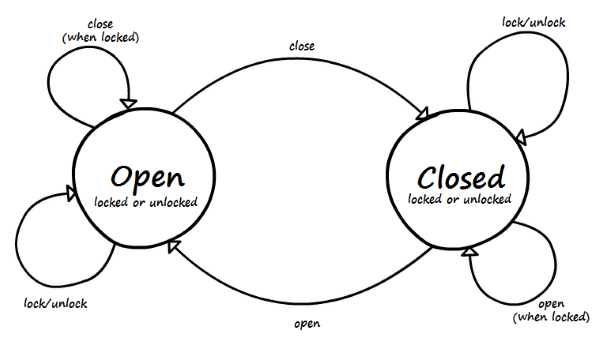 close
(when locked)
close
lock/unlock
Open
locked or unlocked
Closed
locked or unlocked
lock/unlock
open
open
(when locked)